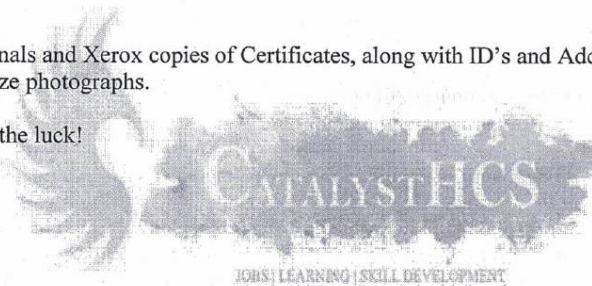 nals and Xerox copies of Certificates, along with ID's and Add
ze photographs.
the luck!
CATALYSTHCS
JOBS | LEARNING | SKILL DEVELOPMENT